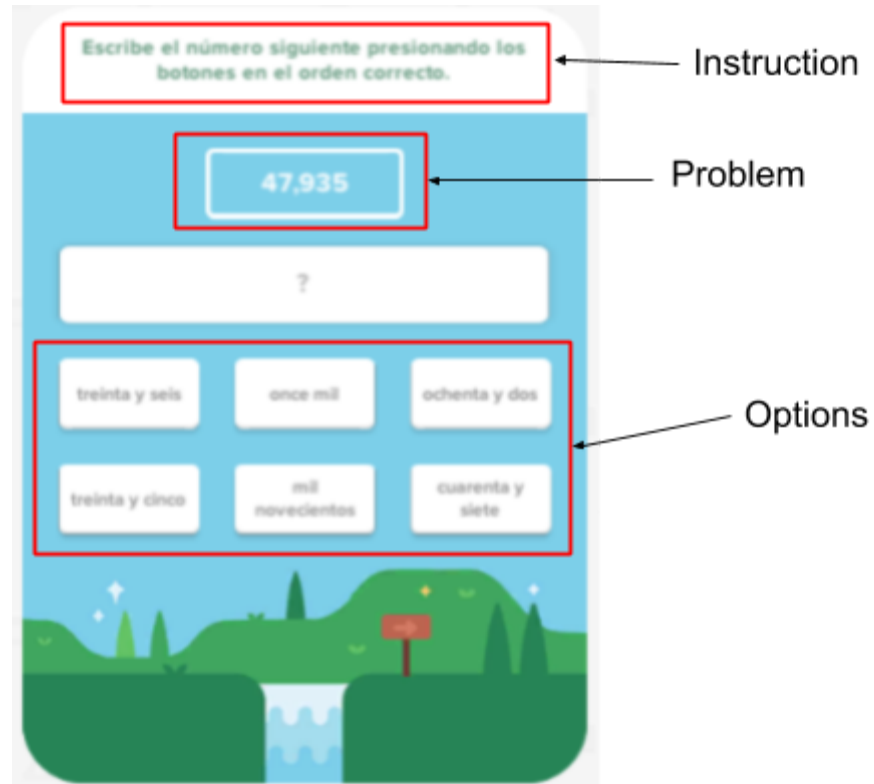 Escribe el número siguiente presionando los
botones en el orden correcto.
Instruction
47,935
Problem
?
treinta y seis
once mil
ochenta y dos
Options
treinta y cinco
mil
novecientos
cuarenta y
siete